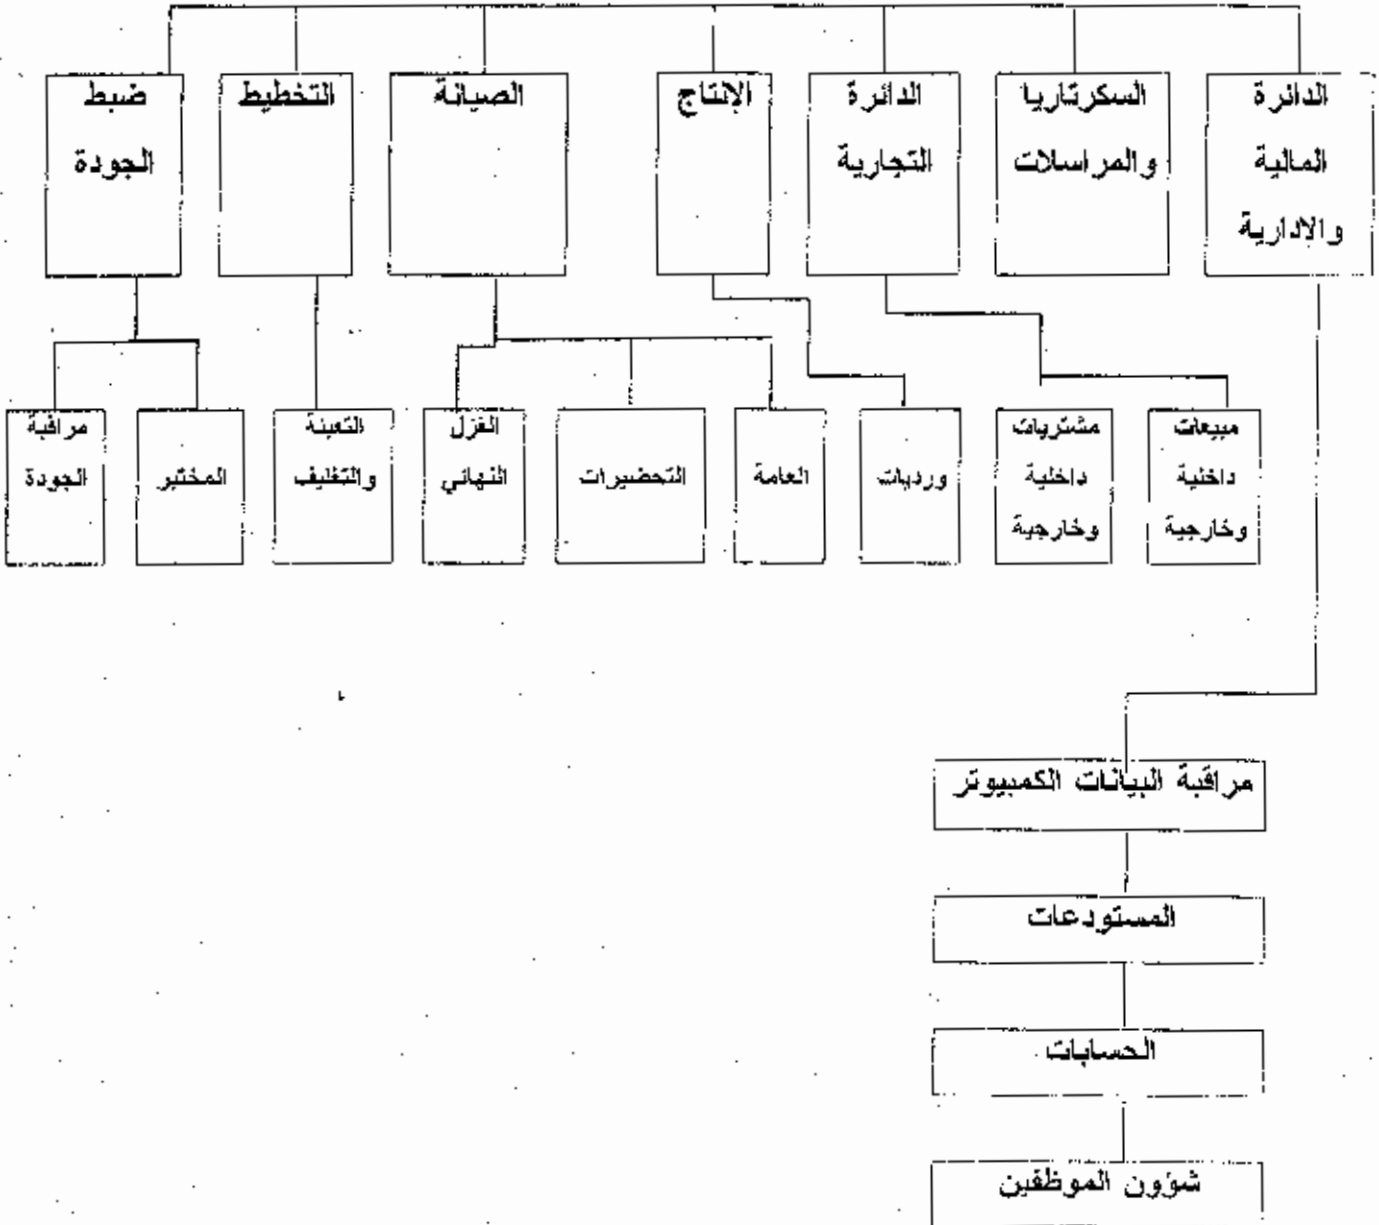 الدائرة
المالية
والادارية
السكرتاريا
والمراسلات
الدائرة
التجارية
الإنتاج
الصيانة
التخطيط
ضبط
الجودة
مبيعات
داخلية
وخارجية
مشتريات
داخلية
وخارجية
ورديات
العامة
التحضيرات
الغزل
النهائي
التعبئة
والتغليف
المختبر
مراقبة
الجودة
مراقبة البيانات الكمبيوتر
المستودعات
الحسابات
شؤون الموظفين